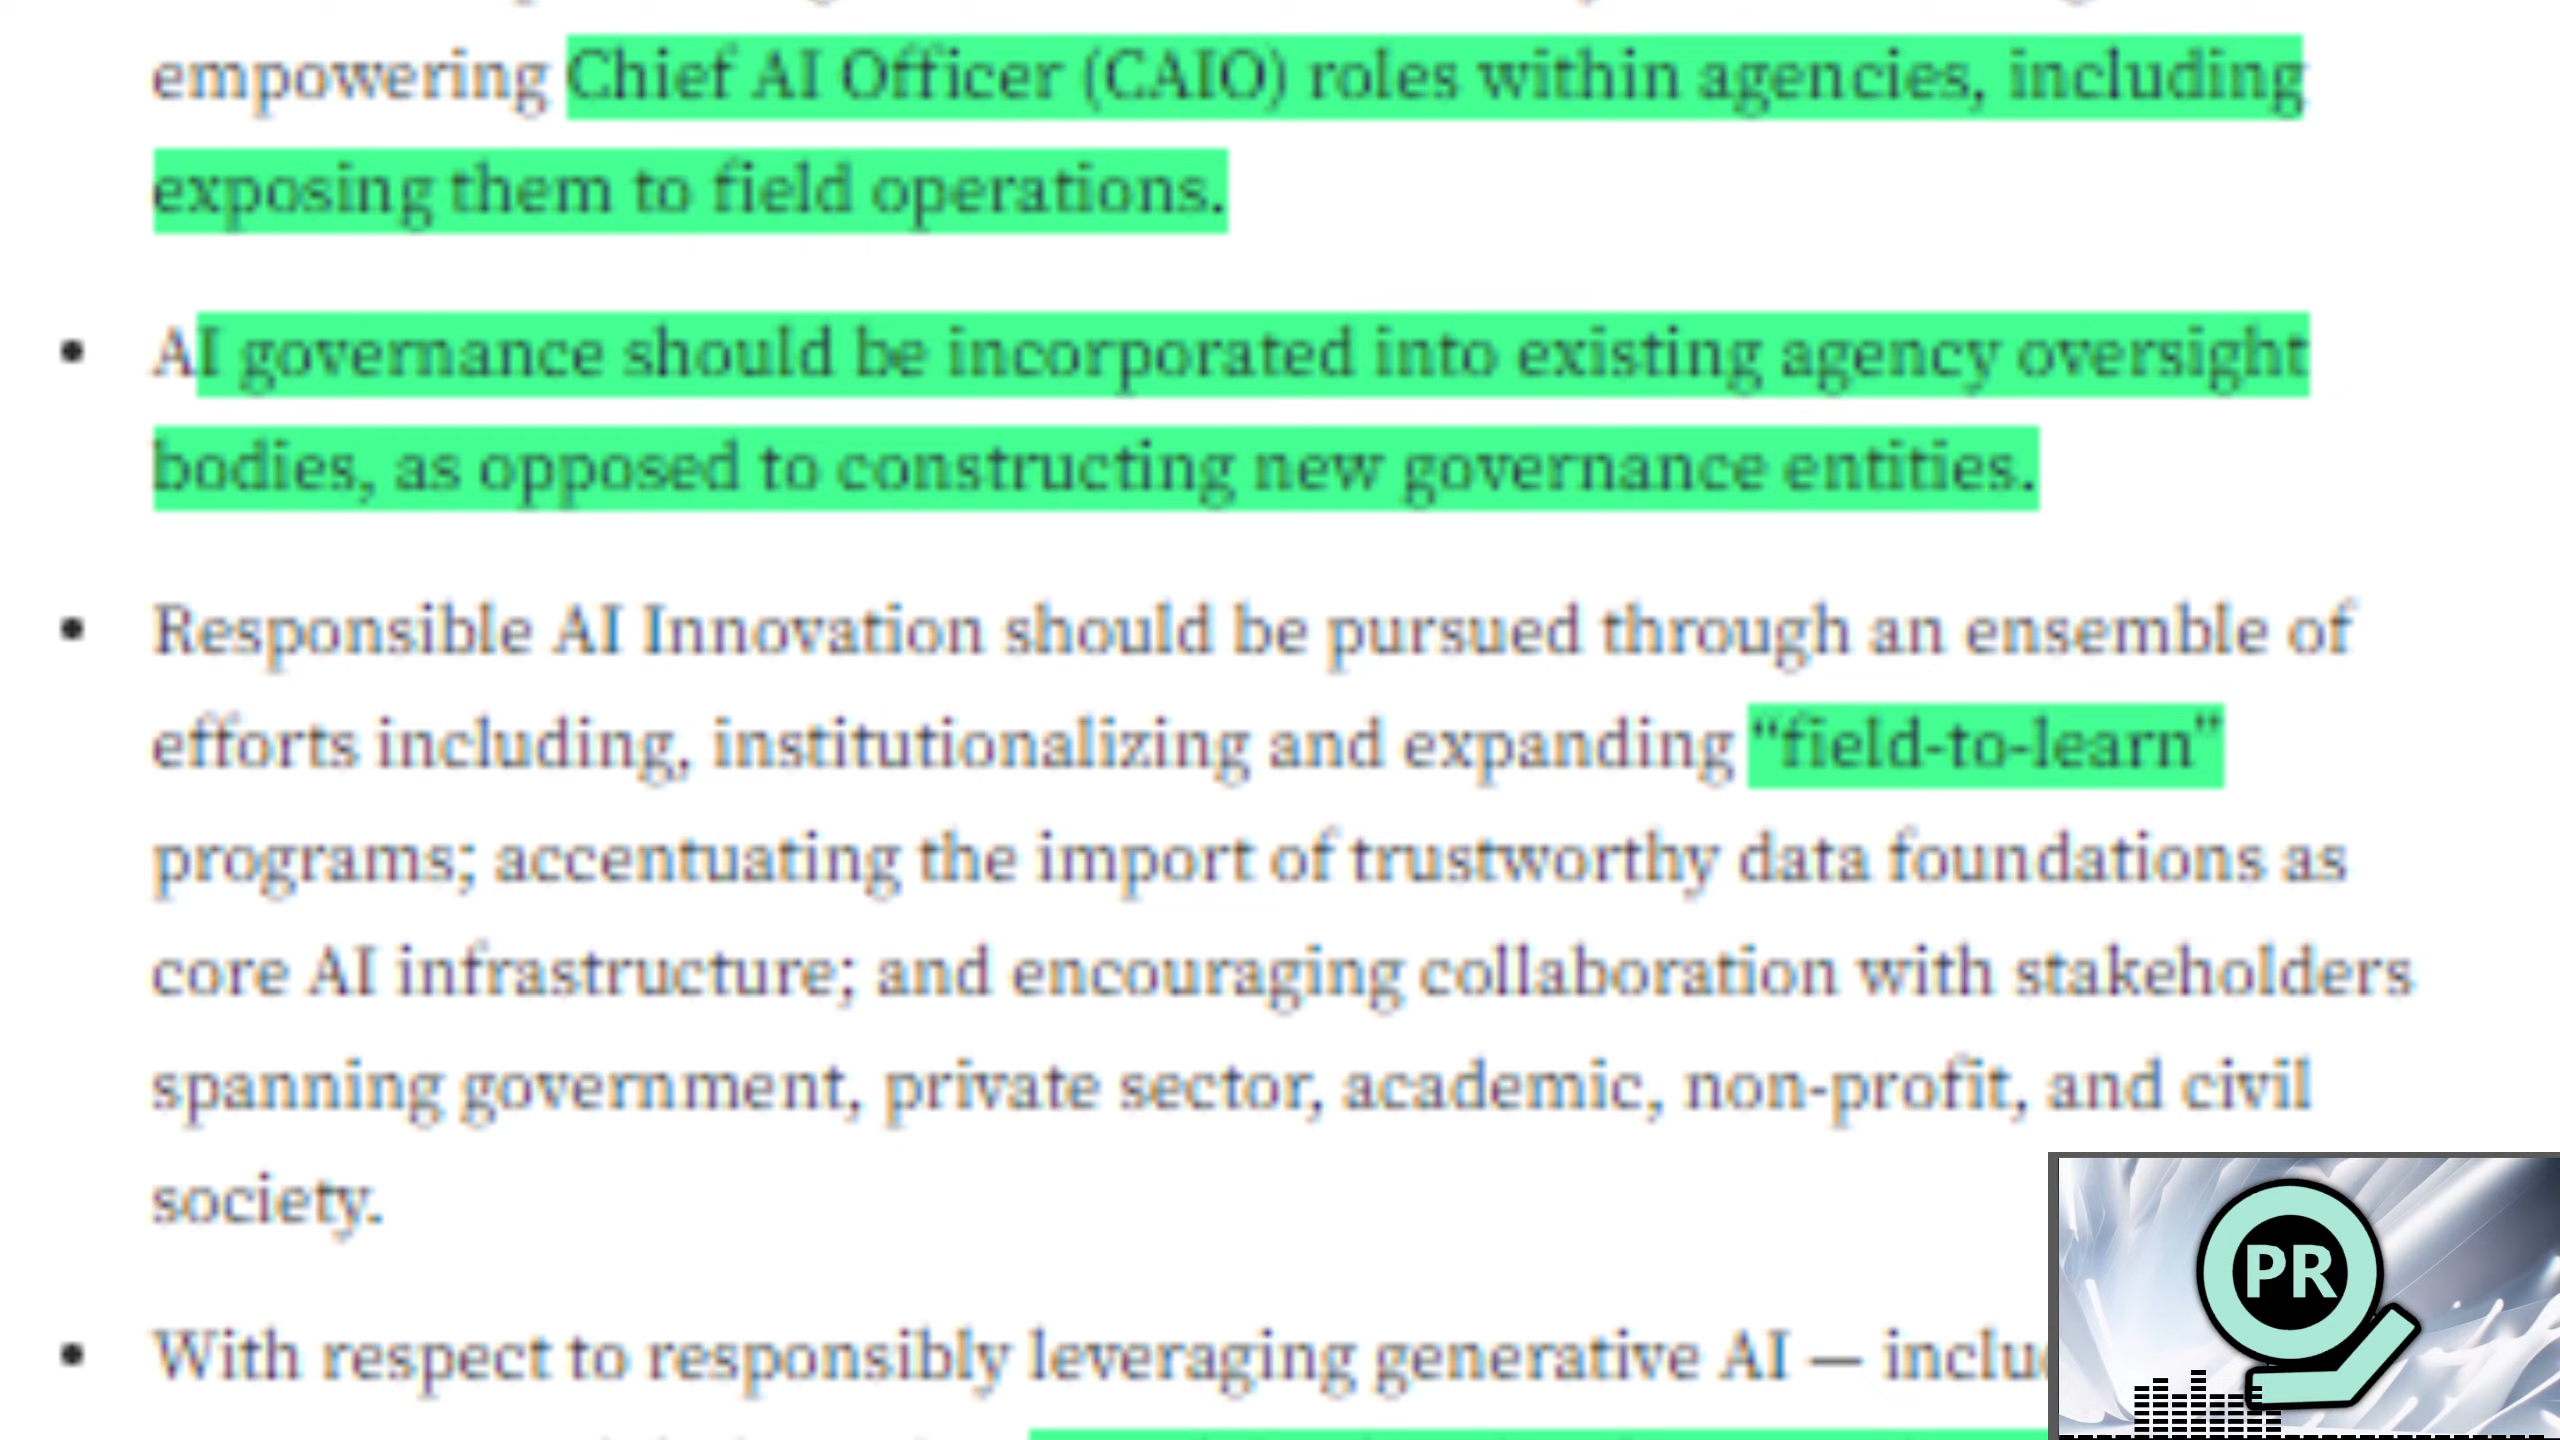 empowering Chief AI Officer (CAIO) roles within agencies, including
exposing them to field operations.
• AI governance should be incorporated into existing agency oversight
bodies, as opposed to constructing new governance entities.
• Responsible AI Innovation should be pursued through an ensemble of
efforts including, institutionalizing and expanding “field-to-learn”
programs; accentuating the import of trustworthy data foundations as
core AI infrastructure; and encouraging collaboration with stakeholders
spanning government, private sector, academic, non-profit, and civil
society.
• With respect to responsibly leveraging generative AI —
PR